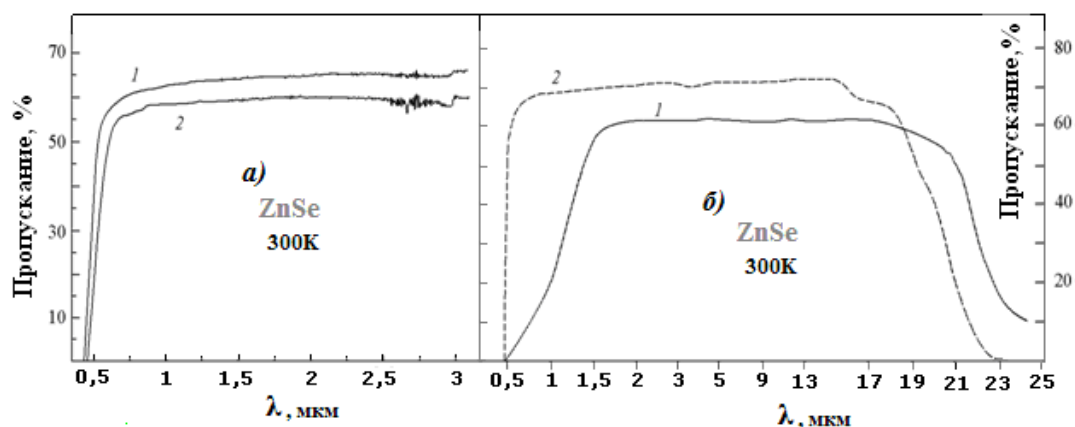 Пропускание, %
70
50
30
10
1
2
а)
ZnSe
300К
0,5 1 1,5 2 2,5 3
λ, мкм
Пропускание, %
80
60
40
20
2
1
б)
ZnSe
300К
0,5 1 1,5 2 3 5 9 13 17 19 21 23 25
λ, мкм